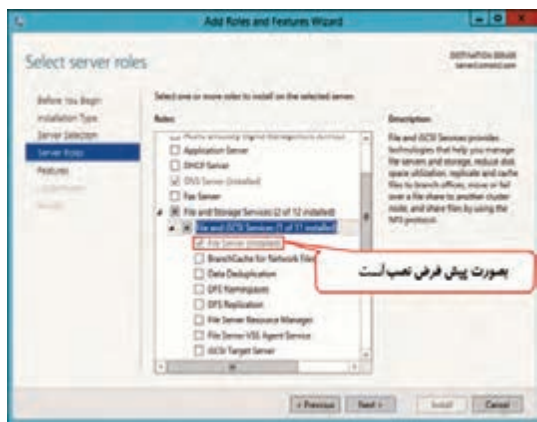 Add Roles and Features Wizard
Select server roles
DESTINATION SERVER
Before You Begin
Installation Type
Server Selection
Server Roles
Features
Select one or more roles to install on the selected server.
Roles
Application Server
DHCP Server
DNS Server (Installed)
Fax Server
File and Storage Services (2 of 12 installed)
File and iSCSI Services (1 of 11 installed)
File Server (Installed)
BranchCache for Network Files
Data Deduplication
DFS Namespaces
DFS Replication
File Server Resource Manager
File Server VSS Agent Service
iSCSI Target Server
Description
File and iSCSI Services provides
technologies that help you manage
file servers and storage, reduce disk
space utilization, replicate and cache
files to branch offices, move or fail
over a file share to another cluster
node, and share files by using the
NFS protocol.
بصورت پیش فرض نصب است
< Previous
Next >
Install
Cancel